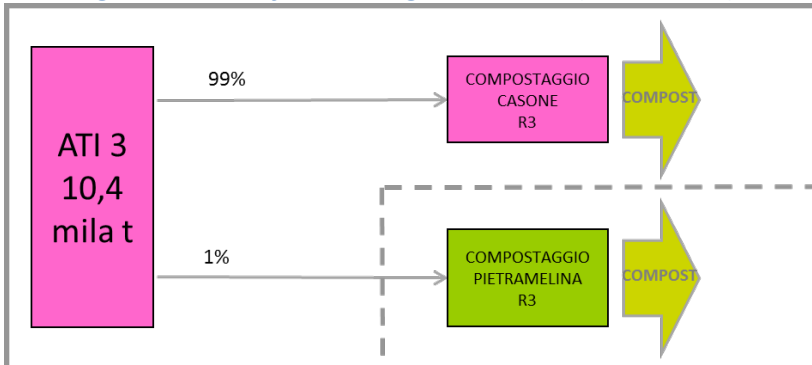 ATI 3
10,4
mila t
99%
COMPOSTAGGIO
CASONE
R3
COMPOST
1%
COMPOSTAGGIO
PIETRAMELINA
R3
COMPOST